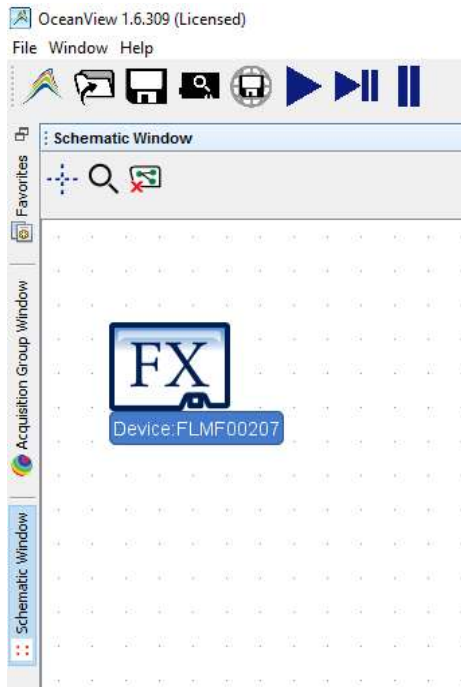 OceanView 1.6.309 (Licensed)
File Window Help
Schematic Window
Favorites
Acquisition Group Window
Schematic Window
FX
Device:FLMF00207